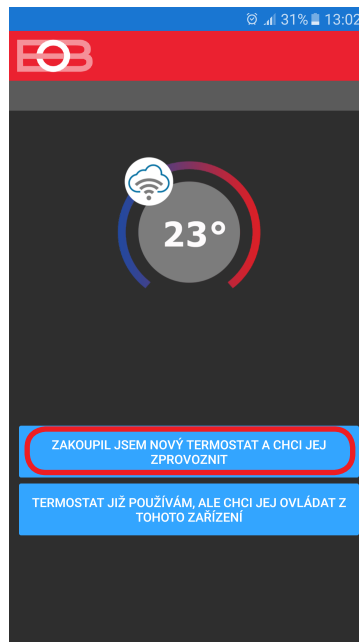 31% 13:02
EOB
23°
ZAKOUPIL JSEM NOVÝ TERMOSTAT A CHCI JEJ
ZPROVOZNIT
TERMOSTAT JIŽ POUŽÍVÁM, ALE CHCI JEJ OVLÁDAT Z
TOHOTO ZAŘÍZENÍ